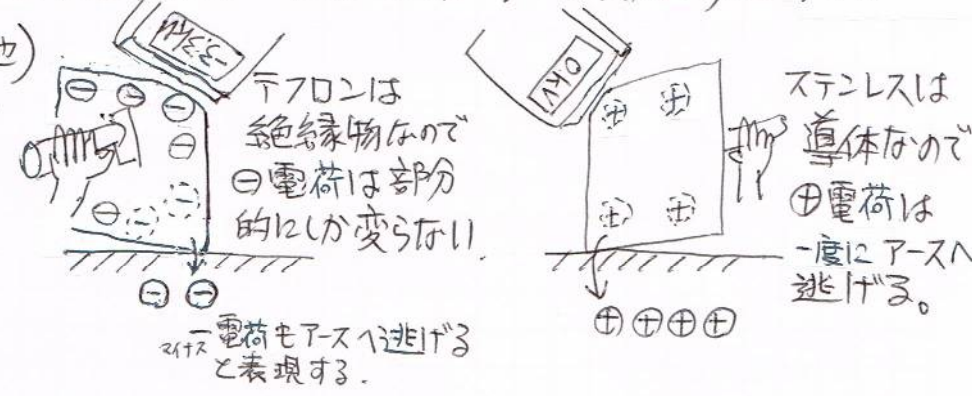 也)
テフロンは
絶縁物なので
⊖電荷は部分
的にしか変らない.
⊖ ⊖ ⊖ ⊖ ⊖ ⊖ ⊖
⊖ ⊖
一電荷もアースへ逃げる
マイナス
と表現する.
0KV
ステンレスは
導体なので
⊕電荷は
一度にアースへ
逃げる。
⊕ ⊕ ⊕ ⊕
⊕⊕⊕⊕